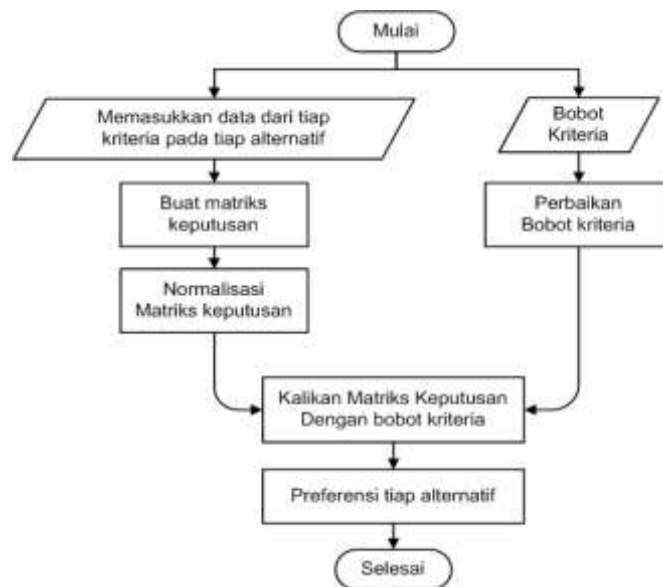 Mulai
Memasukkan data dari tiap
kriteria pada tiap alternatif
Bobot
Kriteria
Buat matriks
keputusan
Perbaikan
Bobot kriteria
Normalisasi
Matriks keputusan
Kalikan Matriks Keputusan
Dengan bobot kriteria
Preferensi tiap alternatif
Selesai